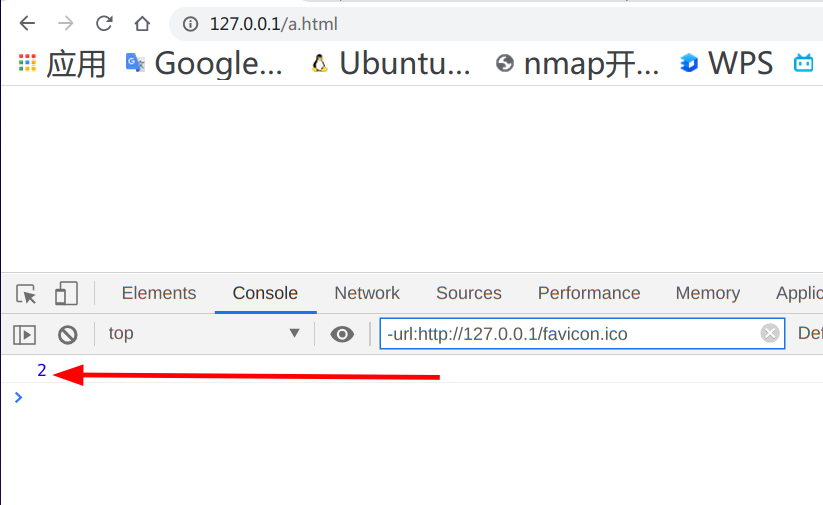 127.0.0.1/a.html
应用 Google... Ubuntu... nmap开... WPS
Elements Console Network Sources Performance Memory Applic
top -url:http://127.0.0.1/favicon.ico Def
2